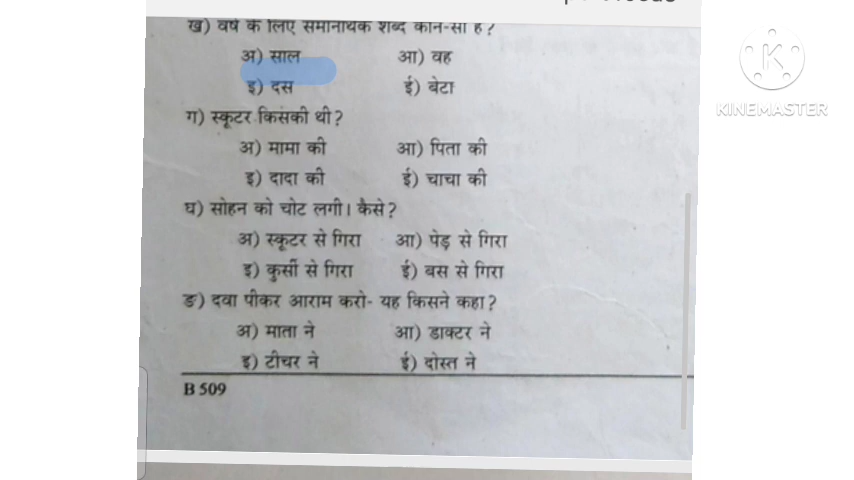 ख) वर्ष के लिए समानार्थक शब्द कौन-सा है?
अ) साल आ) वह
इ) दस ई) बेटा
ग) स्कूटर किसकी थी?
अ) मामा की आ) पिता की
इ) दादा की ई) चाचा की
घ) सोहन को चोट लगी। कैसे?
अ) स्कूटर से गिरा आ) पेड़ से गिरा
इ) कुर्सी से गिरा ई) बस से गिरा
ङ) दवा पीकर आराम करो- यह किसने कहा?
अ) माता ने आ) डाक्टर ने
इ) टीचर ने ई) दोस्त ने
B 509
KINEMASTER